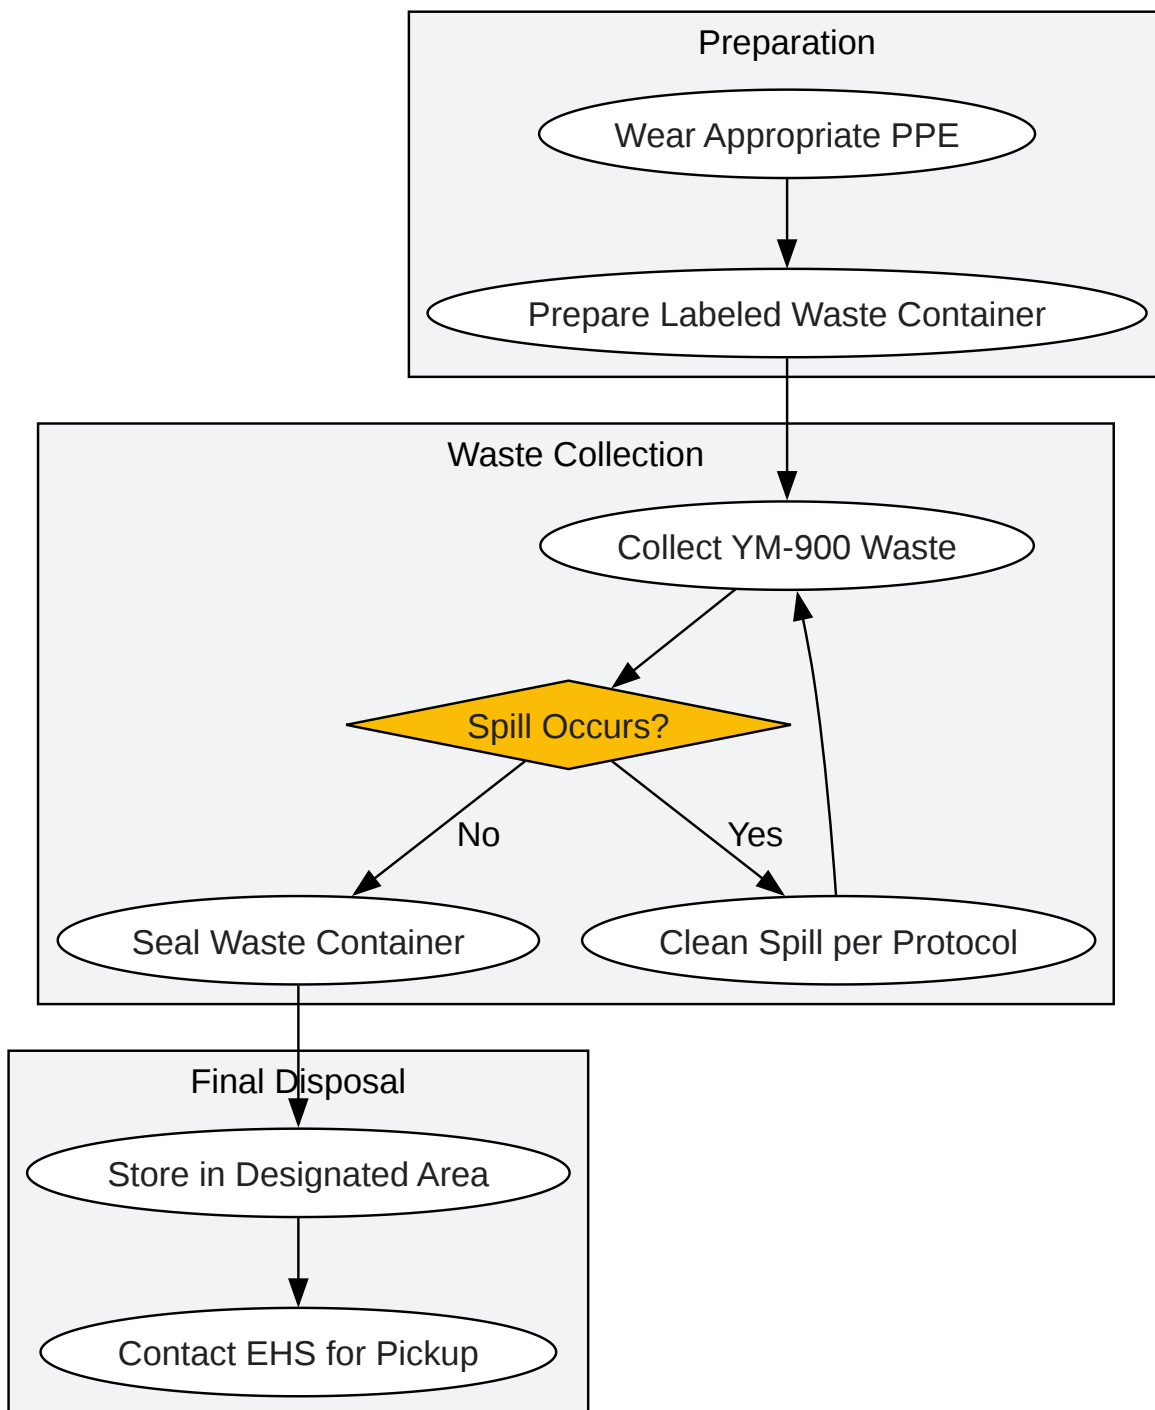 Preparation
Wear Appropriate PPE
Prepare Labeled Waste Container
Waste Collection
Collect YM-900 Waste
Spill Occurs?
No
Yes
Seal Waste Container
Clean Spill per Protocol
Final Disposal
Store in Designated Area
Contact EHS for Pickup